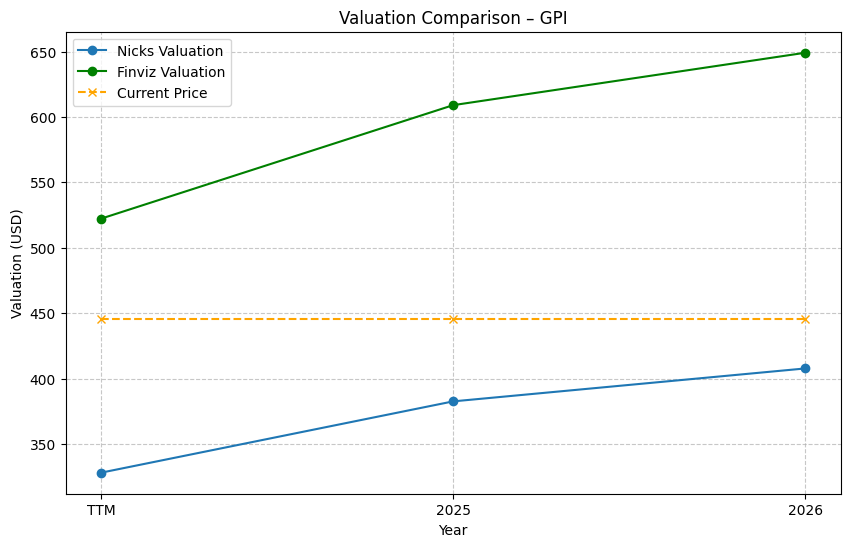 Valuation Comparison – GPI
Nicks Valuation
Finviz Valuation
Current Price
Valuation (USD)
650
600
550
500
450
400
350
TTM
2025
2026
Year